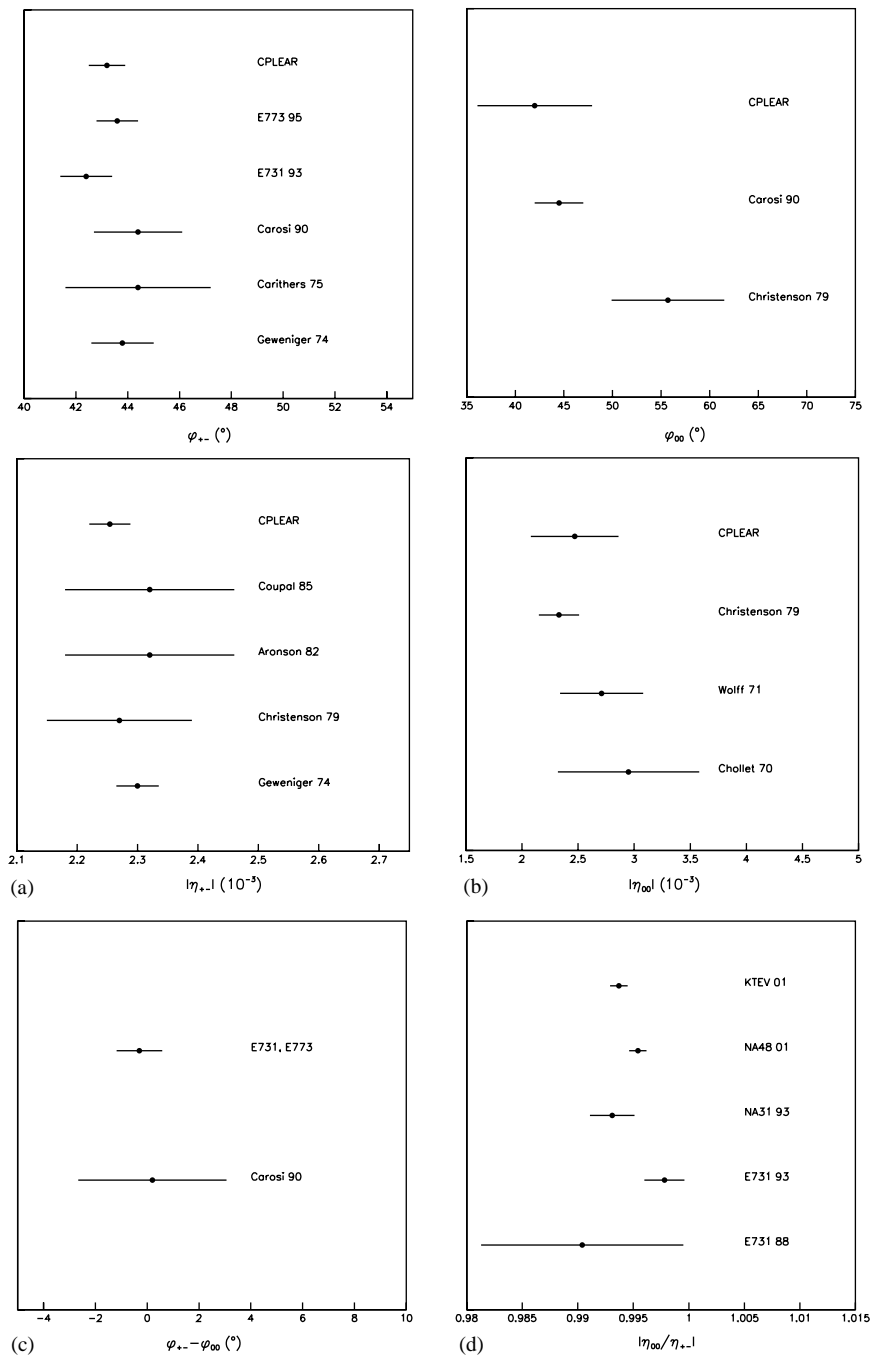 CPLEAR
E773 95
E731 93
Carosi 90
Carithers 75
Geweniger 74
40 42 44 46 48 50 52 54
φ+− (°)
CPLEAR
Carosi 90
Christenson 79
35 40 45 50 55 60 65 70 75
φ00 (°)
CPLEAR
Coupal 85
Aronson 82
Christenson 79
Geweniger 74
2.1 2.2 2.3 2.4 2.5 2.6 2.7
(a) |η+−| (10⁻³)
CPLEAR
Christenson 79
Wolff 71
Chollet 70
1.5 2 2.5 3 3.5 4 4.5 5
(b) |η00| (10⁻³)
E731, E773
Carosi 90
−4 −2 0 2 4 6 8 10
(c) φ+−−φ00 (°)
KTEV 01
NA48 01
NA31 93
E731 93
E731 88
0.98 0.985 0.99 0.995 1 1.005 1.01 1.015
(d) |η00/η+−|